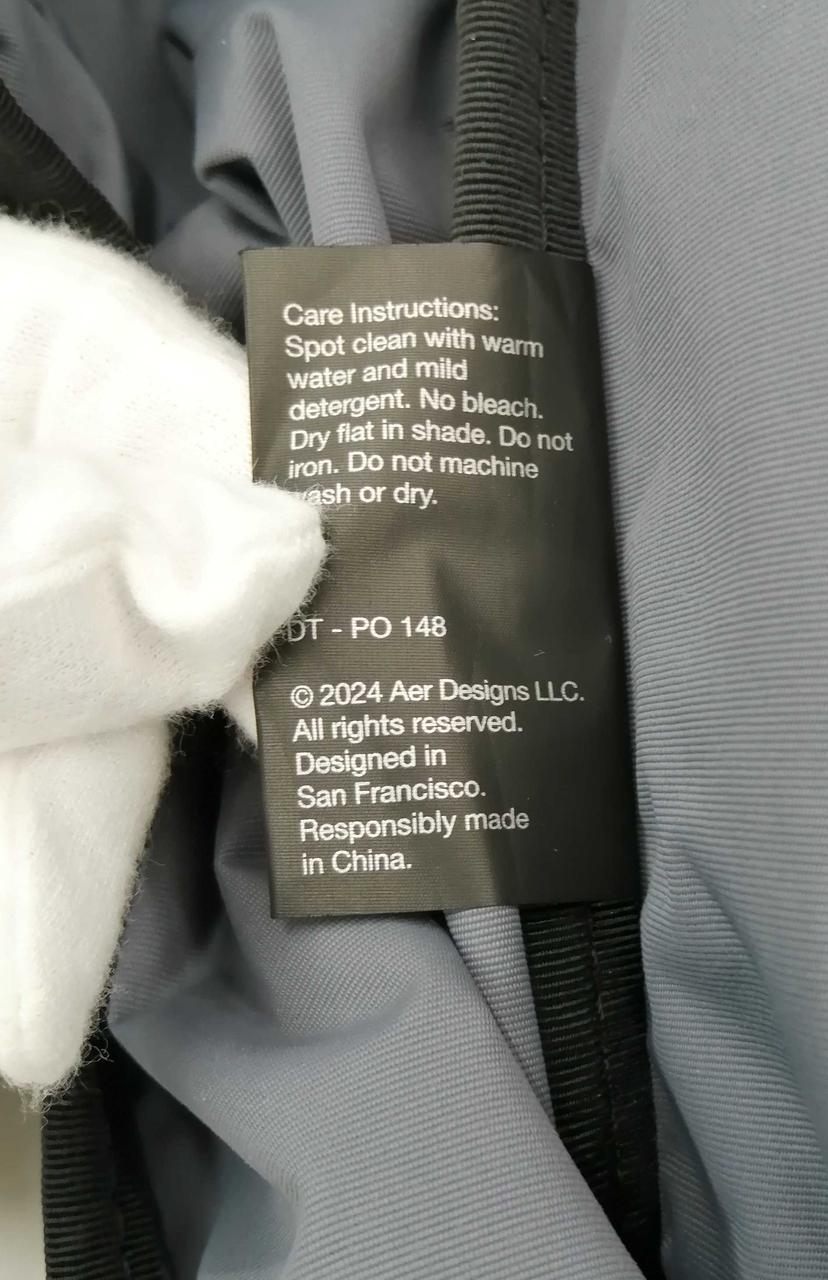 Care Instructions:
Spot clean with warm
water and mild
detergent. No bleach.
Dry flat in shade. Do not
iron. Do not machine
wash or dry.
DT - PO 148
© 2024 Aer Designs LLC.
All rights reserved.
Designed in
San Francisco.
Responsibly made
in China.